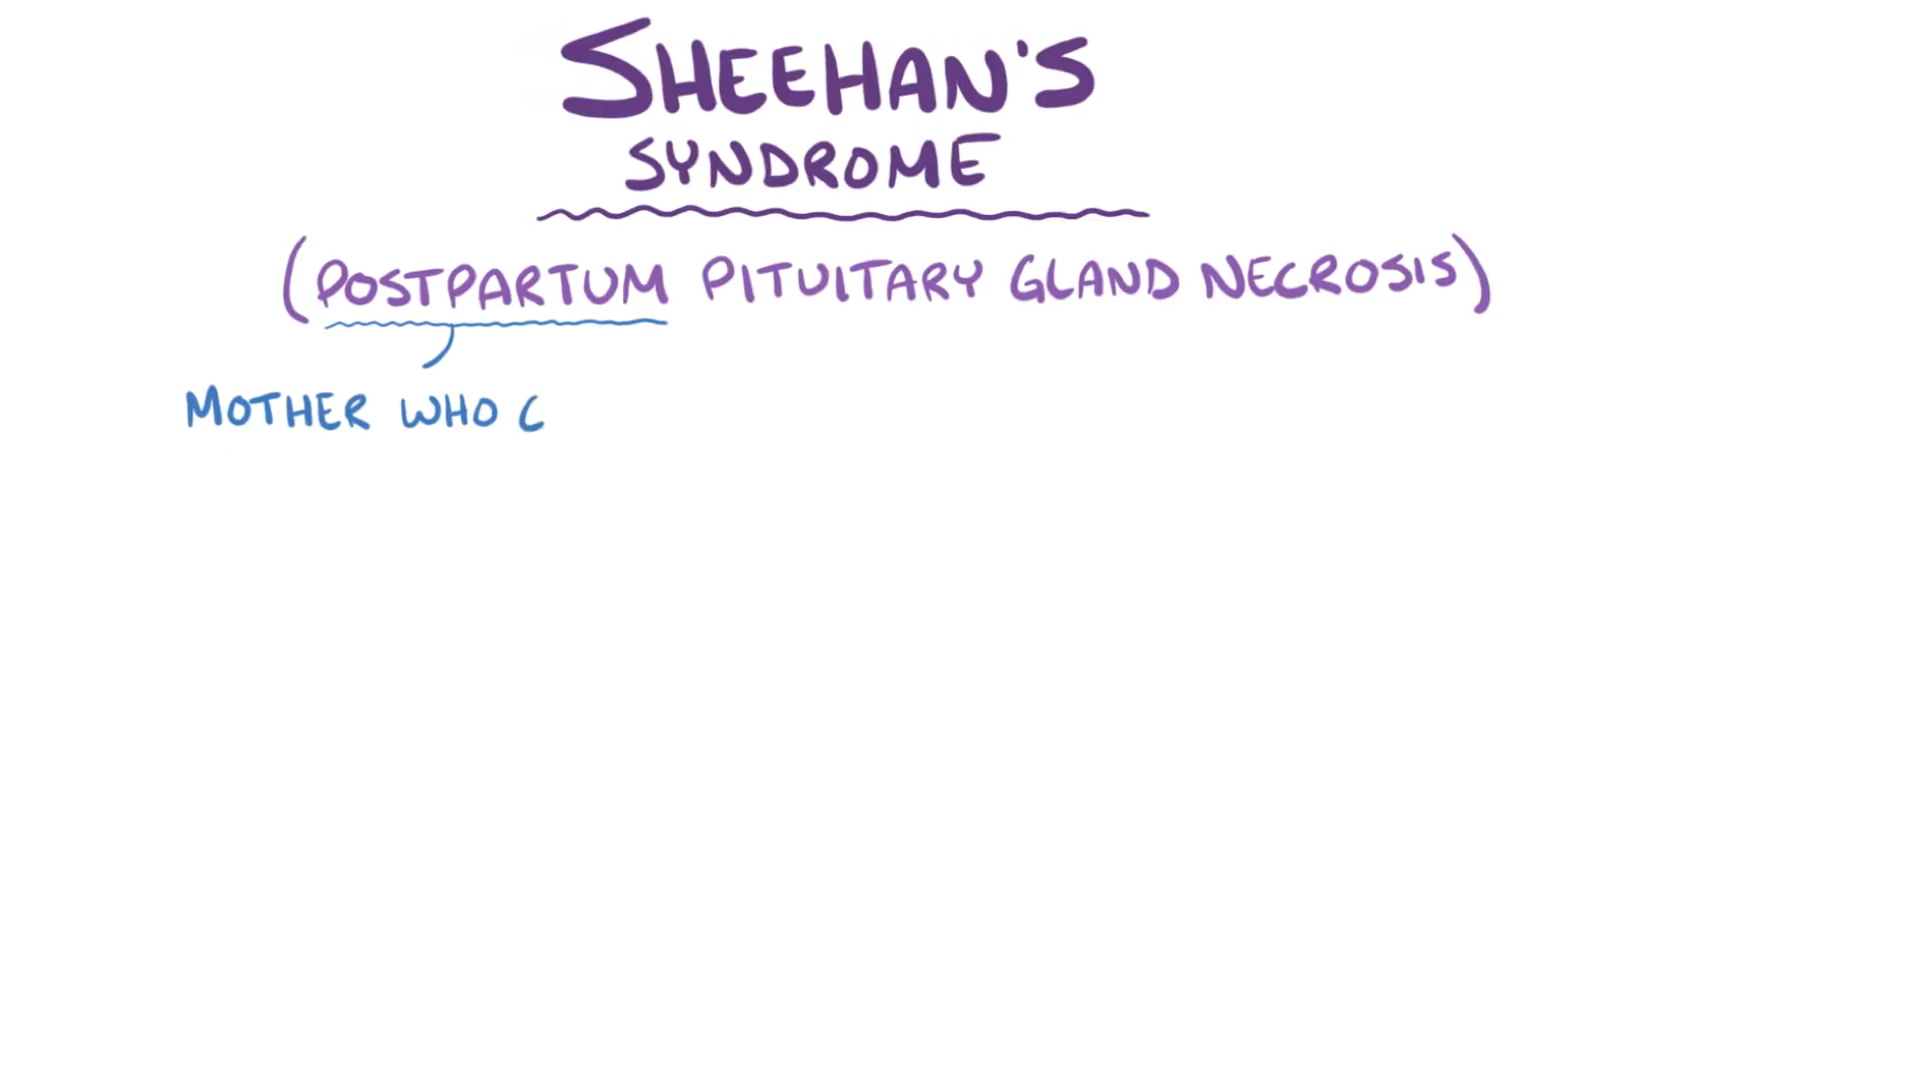 SHEEHAN'S
SYNDROME
(POSTPARTUM PITUITARY GLAND NECROSIS)
MOTHER WHO C